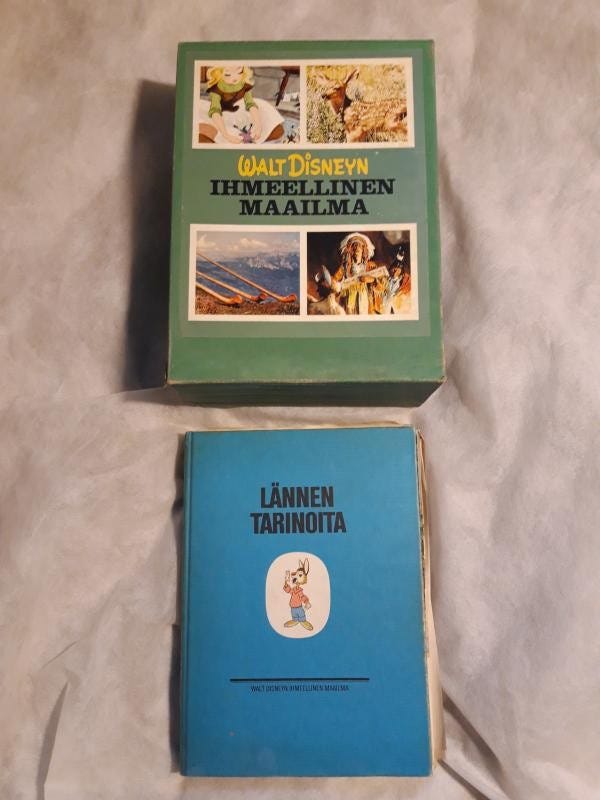 WALT DISNEYN
IHMEELLINEN
MAAILMA
LÄNNEN
TARINOITA
WALT DISNEYN IHMEELLINEN MAAILMA